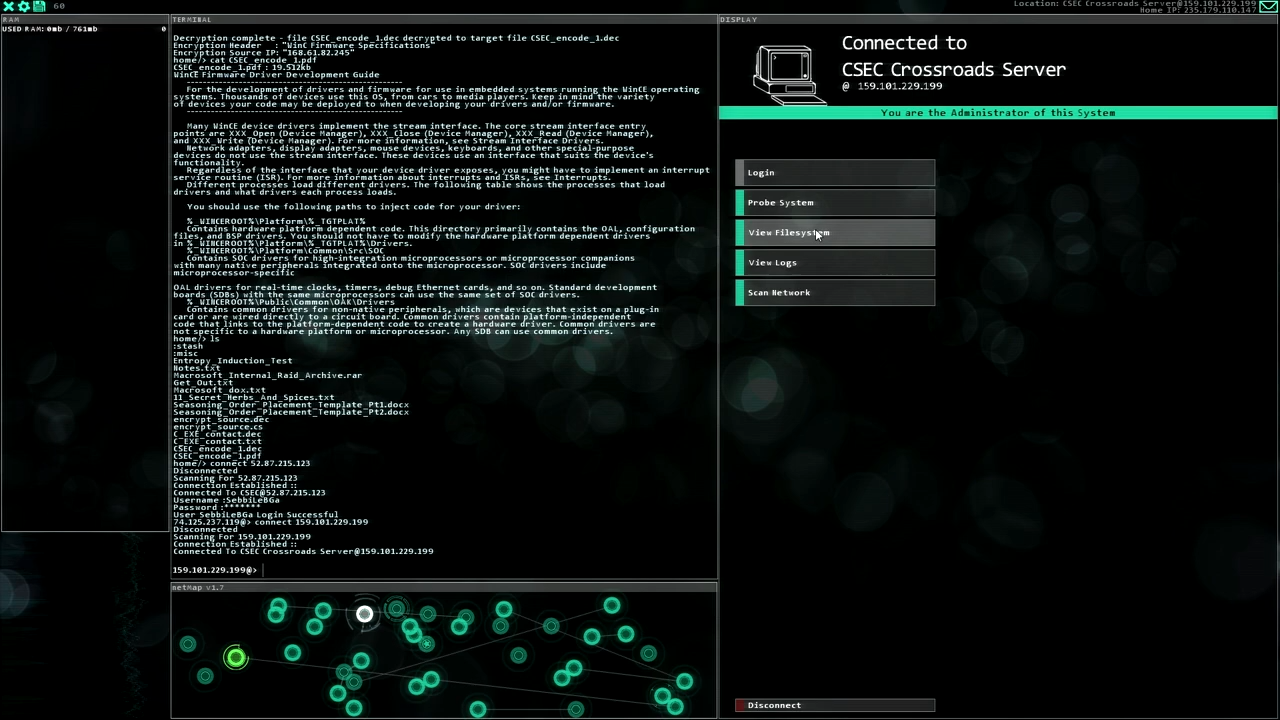 60
Location: CSEC Crossroads Server@159.101.229.199
Home IP: 235.179.110.147
RAM
USED RAM: 0mb / 761mb
0
TERMINAL
Decryption complete - file CSEC_encode_1.dec decrypted to target file CSEC_encode_1.dec
Encryption Header   : "WinC Firmware Specifications"
Encryption Source IP: "168.61.82.245"
home/> cat CSEC_encode_1.pdf
CSEC_encode_1.pdf : 19.512kb
WinCE Firmware Driver Development Guide
--------------------------------------------------
For the development of drivers and firmware for use in embedded systems running the WinCE operating
systems. Thousands of devices use this OS, from cars to media players. Keep in mind the variety
of devices your code may be deployed to when developing your drivers and/or firmware.
--------------------------------------------------
Many WinCE device drivers implement the stream interface. The core stream interface entry
points are XXX_Open (Device Manager), XXX_Close (Device Manager), XXX_Read (Device Manager),
and XXX_Write (Device Manager). For more information, see Stream Interface Drivers.
Network adapters, display adapters, mouse devices, keyboards, and other special-purpose
devices do not use the stream interface. These devices use an interface that suits the device's
functionality.
Regardless of the interface that your device driver exposes, you might have to implement an interrupt
service routine (ISR). For more information about interrupts and ISRs, see Interrupts.
Different processes load different drivers. The following table shows the processes that load
drivers and what drivers each process loads.
You should use the following paths to inject code for your driver:
%_WINCEROOT%\Platform\%_TGTPLAT%
Contains hardware platform dependent code. This directory primarily contains the OAL, configuration
files, and BSP drivers. You should not have to modify the hardware platform dependent drivers
in %_WINCEROOT%\Platform\%_TGTPLAT%\Drivers.
%_WINCEROOT%\Platform\Common\Src\SOC
Contains SOC drivers for high-integration microprocessors or microprocessor companions
with many native peripherals integrated onto the microprocessor. SOC drivers include
microprocessor-specific
OAL drivers for real-time clocks, timers, debug Ethernet cards, and so on. Standard development
boards (SDBs) with the same microprocessors can use the same set of SOC drivers.
%_WINCEROOT%\Public\Common\OAK\Drivers
Contains common drivers for non-native peripherals, which are devices that exist on a plug-in
card or are wired directly to a circuit board. Common drivers contain platform-independent
code that links to the platform-dependent code to create a hardware driver. Common drivers are
not specific to a hardware platform or microprocessor. Any SDB can use common drivers.
home/> ls
:stash
:misc
Entropy_Induction_Test
Notes.txt
Macrosoft_Internal_Raid_Archive.rar
Get_Out.txt
Macrosoft_dox.txt
11_Secret_Herbs_And_Spices.txt
Seasoning_Order_Placement_Template_Pt1.docx
Seasoning_Order_Placement_Template_Pt2.docx
encrypt_source.dec
encrypt_source.cs
C_EXE_contact.dec
C_EXE_contact.txt
CSEC_encode_1.dec
CSEC_encode_1.pdf
home/> connect 52.87.215.123
Disconnected
Scanning For 52.87.215.123
Connection Established ::
Connected To CSEC@52.87.215.123
Username :SebbiLeBGa
Password :*******
User SebbiLeBGa Login Successful
74.125.237.119@> connect 159.101.229.199
Disconnected
Scanning For 159.101.229.199
Connection Established ::
Connected To CSEC Crossroads Server@159.101.229.199
159.101.229.199@>
netMap v1.7
DISPLAY
Connected to
CSEC Crossroads Server
@ 159.101.229.199
You are the Administrator of this System
Login
Probe System
View Filesystem
View Logs
Scan Network
Disconnect